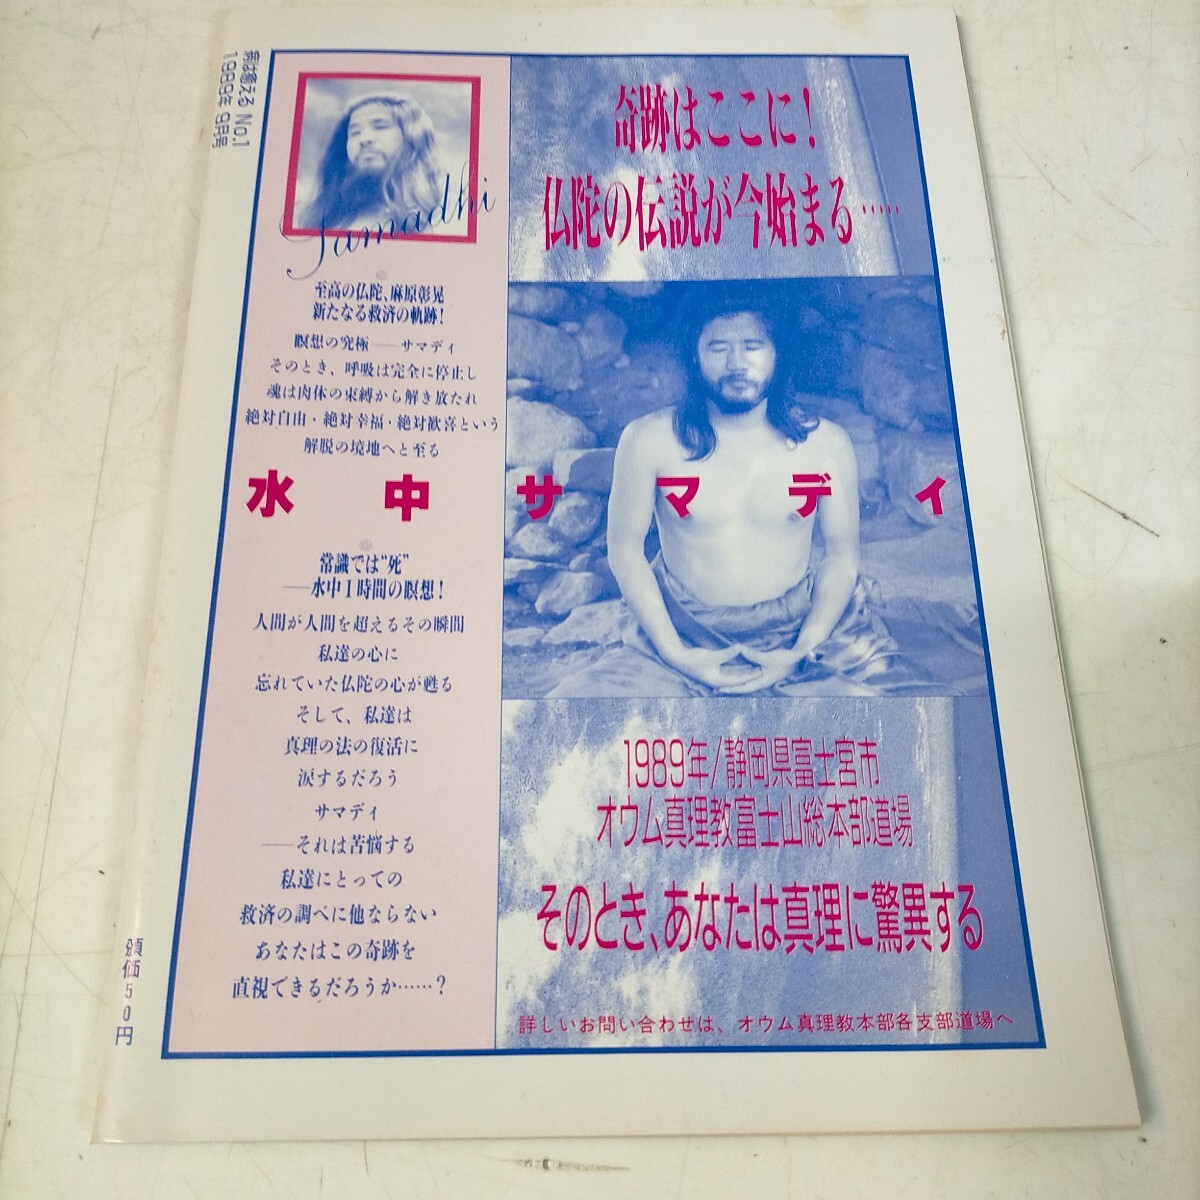 病は癒える No.1
1989年 9月号
Samadhi
至高の仏陀、麻原彰晃
新たなる救済の軌跡!
瞑想の究極――サマディ
そのとき、呼吸は完全に停止し
魂は肉体の束縛から解き放たれ
絶対自由・絶対幸福・絶対歓喜という
解脱の境地へと至る
奇跡はここに!
仏陀の伝説が今始まる……
水中サマディ
常識では“死”
――水中1時間の瞑想!
人間が人間を超えるその瞬間
私達の心に
忘れていた仏陀の心が甦る
そして、私達は
真理の法の復活に
涙するだろう
サマディ
――それは苦悩する
私達にとっての
救済の調べに他ならない
あなたはこの奇跡を
直視できるだろうか……?
1989年/静岡県富士宮市
オウム真理教富士山総本部道場
そのとき、あなたは真理に驚異する
詳しいお問い合わせは、オウム真理教本部各支部道場へ
頒価50円